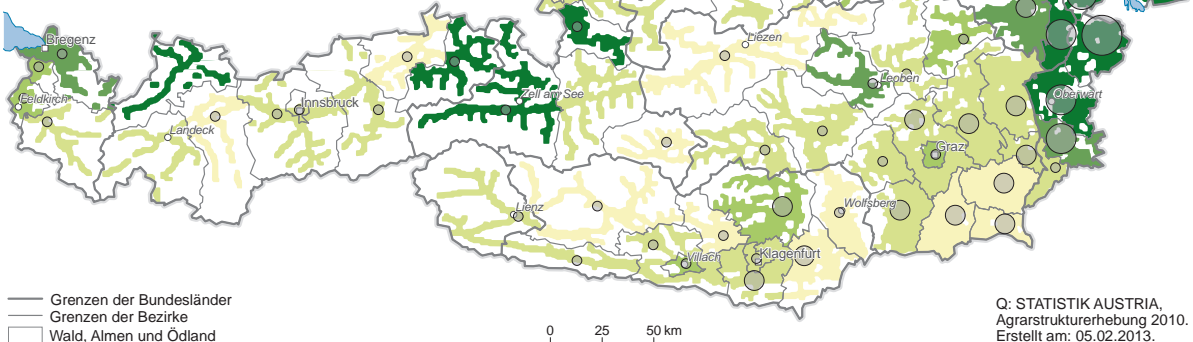 Bregenz
Feldkirch
Landeck
Innsbruck
Zell am See
Liezen
Leoben
Oberwart
Graz
Lienz
Wolfsberg
Villach
Klagenfurt
Grenzen der Bundesländer
Grenzen der Bezirke
Wald, Almen und Ödland
0 25 50 km
Q: STATISTIK AUSTRIA,
Agrarstrukturerhebung 2010.
Erstellt am: 05.02.2013.